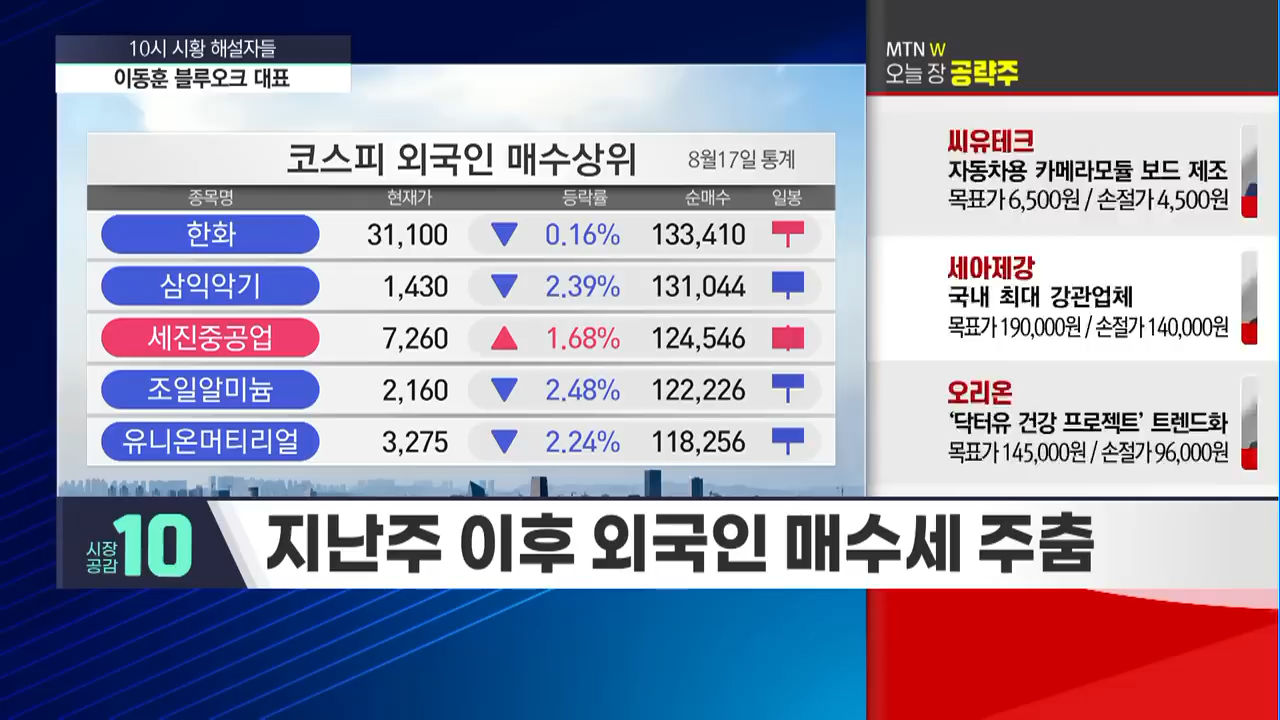 10시 시황 해설자들
이동훈 블루오크 대표
코스피 외국인 매수상위 8월17일 통계
종목명 현재가 등락률 순매수 일봉
한화 31,100 ▼ 0.16% 133,410
삼익악기 1,430 ▼ 2.39% 131,044
세진중공업 7,260 ▲ 1.68% 124,546
조일알미늄 2,160 ▼ 2.48% 122,226
유니온머티리얼 3,275 ▼ 2.24% 118,256
시장
공감
10
지난주 이후 외국인 매수세 주춤
MTN W
오늘 장 공략주
씨유테크
자동차용 카메라모듈 보드 제조
목표가 6,500원 / 손절가 4,500원
세아제강
국내 최대 강관업체
목표가 190,000원 / 손절가 140,000원
오리온
‘닥터유 건강 프로젝트’ 트렌드화
목표가 145,000원 / 손절가 96,000원